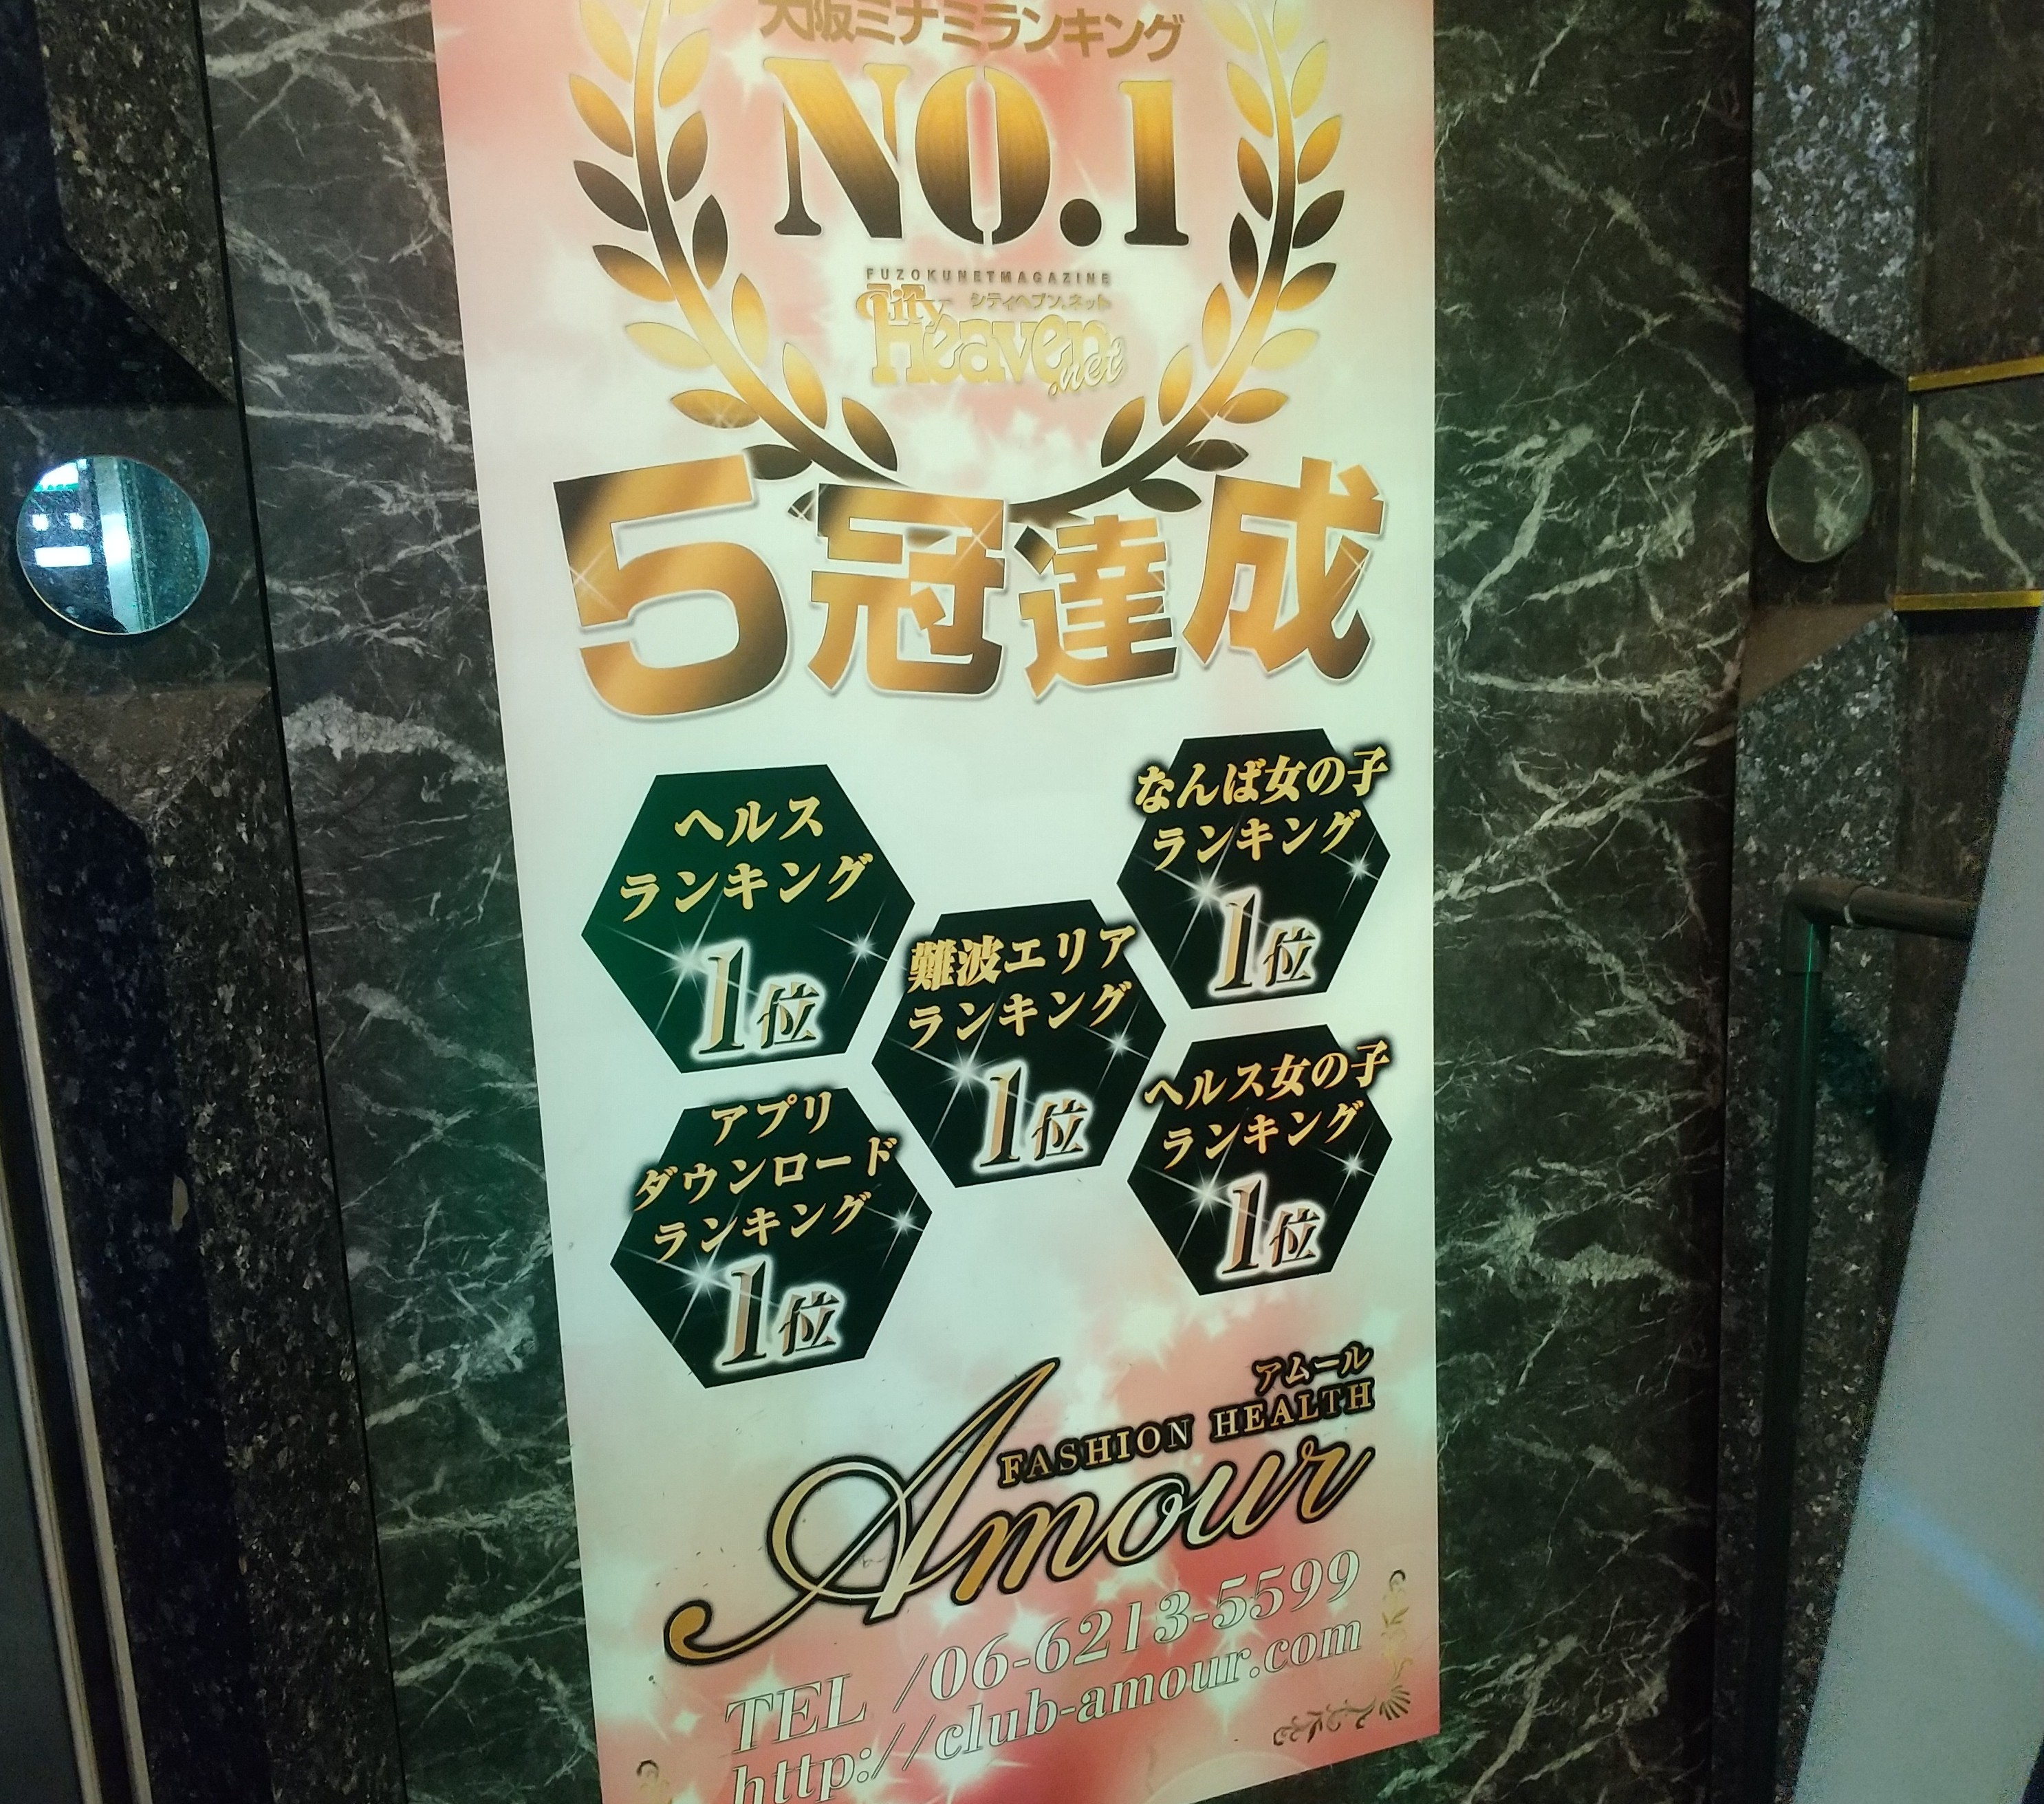 大阪ミナミランキング
NO.1
FUZOKUNETMAGAZINE
シティヘブンネット
City
Heaven
.net
5冠達成
ヘルス
ランキング
1位
なんば女の子
ランキング
1位
難波エリア
ランキング
1位
アプリ
ダウンロード
ランキング
1位
ヘルス女の子
ランキング
1位
アムール
FASHION HEALTH
Amour
TEL /06-6213-5599
http://club-amour.com